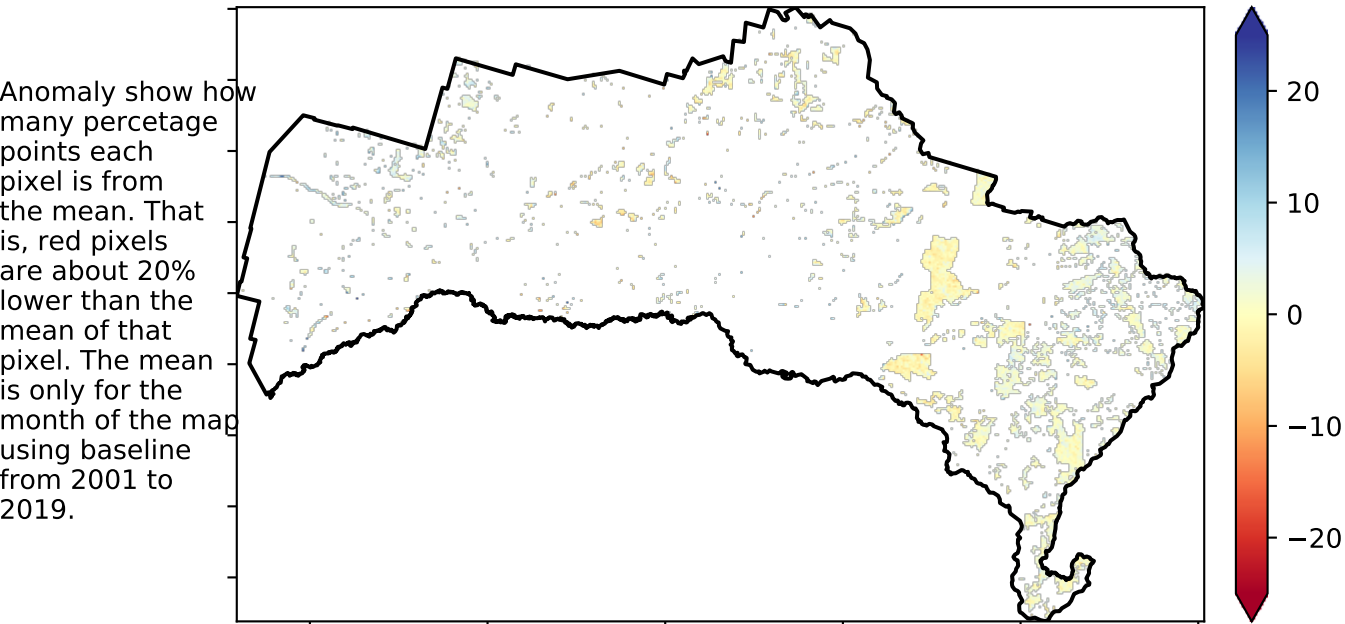 Anomaly show how
many percetage
points each
pixel is from
the mean. That
is, red pixels
are about 20%
lower than the
mean of that
pixel. The mean
is only for the
month of the map
using baseline
from 2001 to
2019.
20
10
0
−10
−20